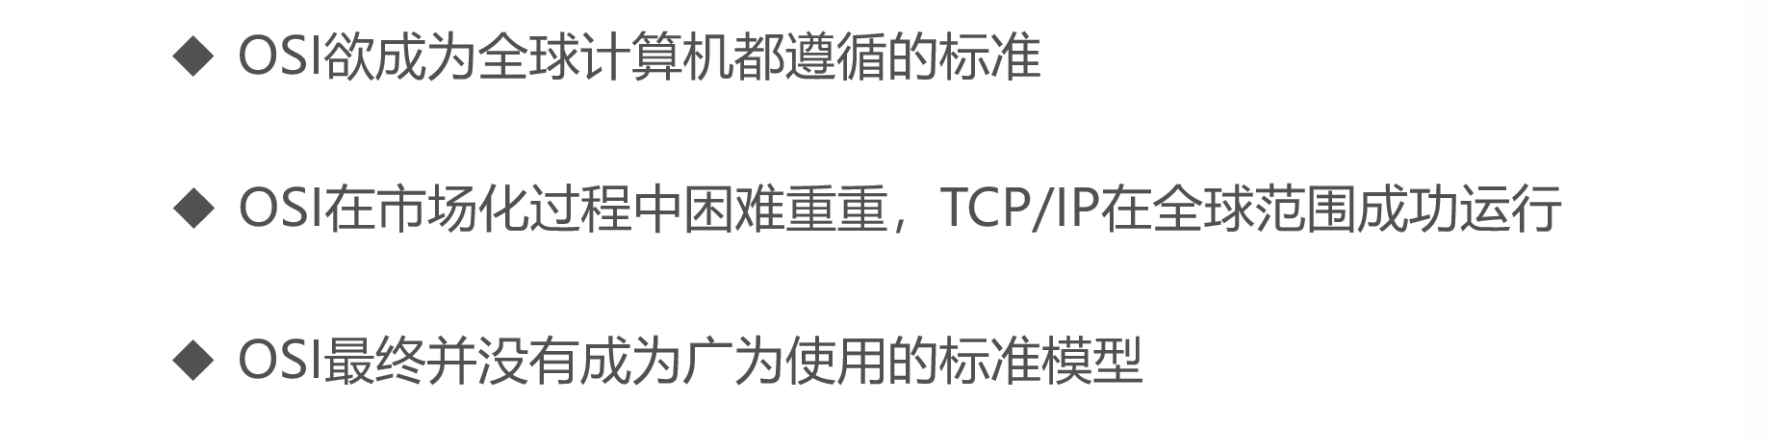 ◆ OSI欲成为全球计算机都遵循的标准
◆ OSI在市场化过程中困难重重，TCP/IP在全球范围成功运行
◆ OSI最终并没有成为广为使用的标准模型